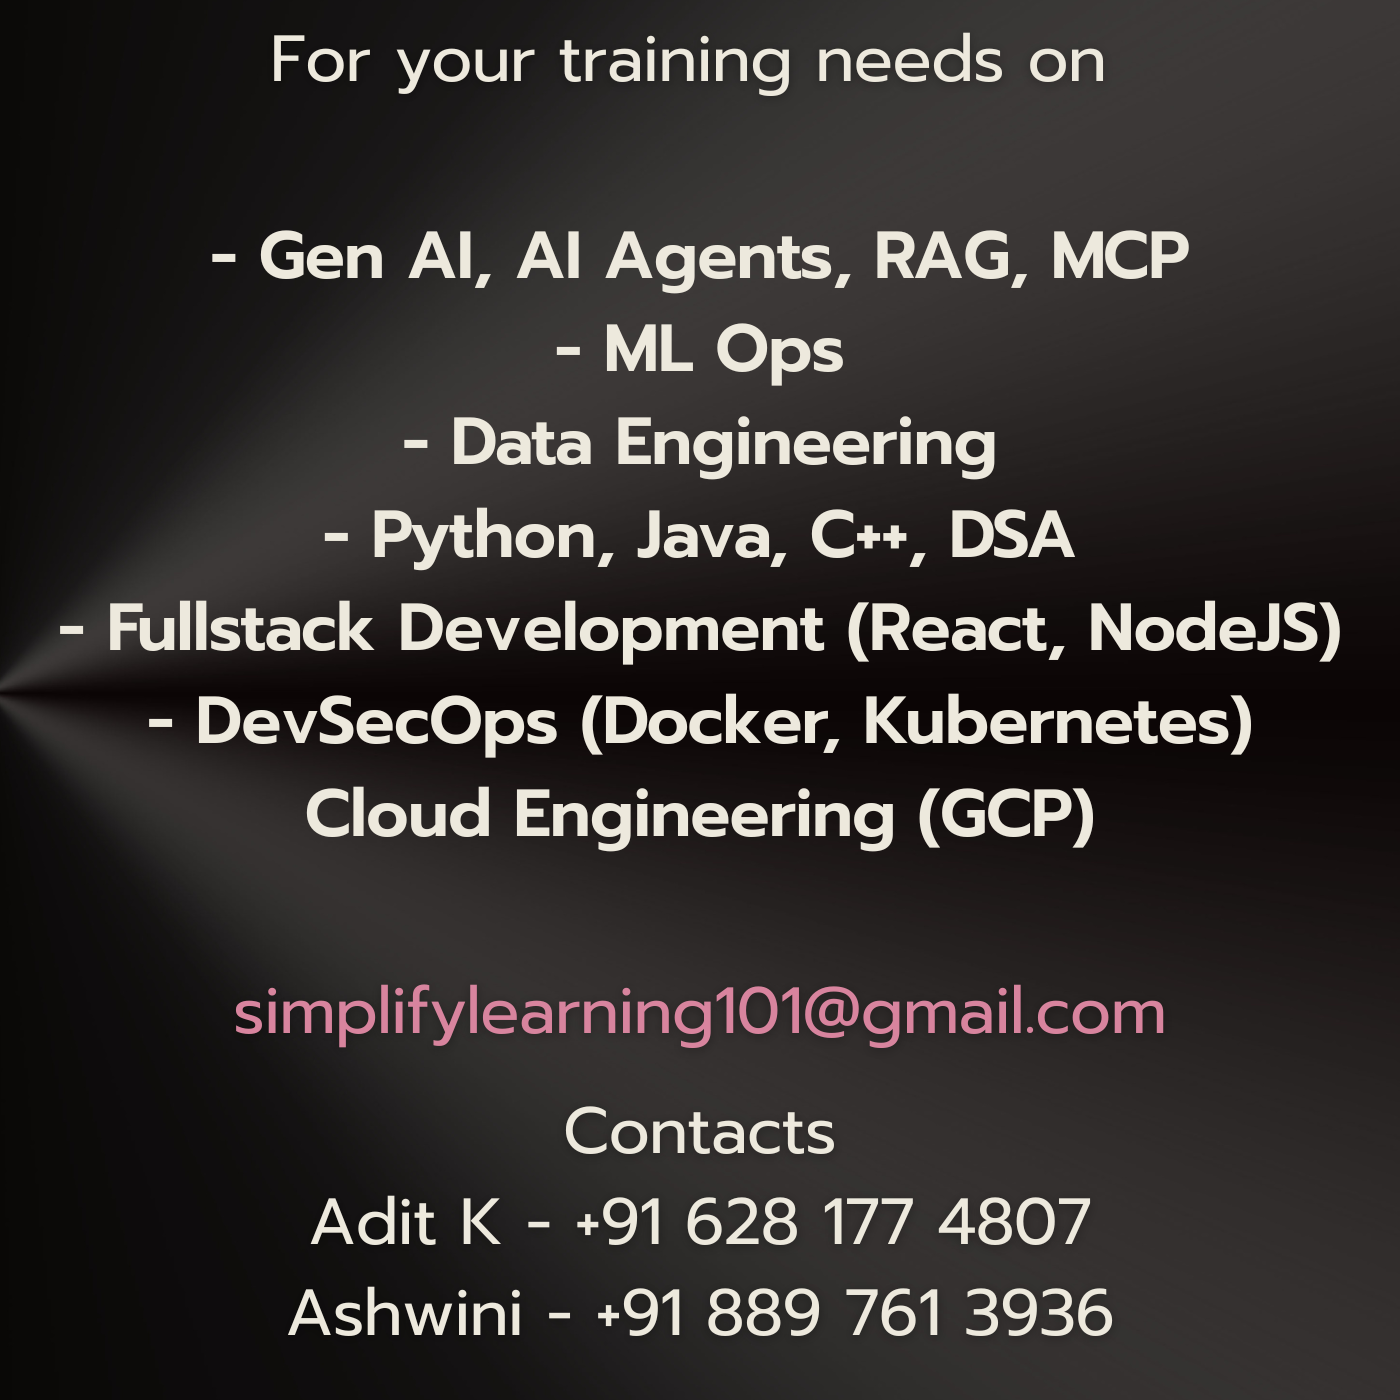 For your training needs on
- Gen AI, AI Agents, RAG, MCP
- ML Ops
- Data Engineering
- Python, Java, C++, DSA
- Fullstack Development (React, NodeJS)
- DevSecOps (Docker, Kubernetes)
Cloud Engineering (GCP)
simplifylearning101@gmail.com
Contacts
Adit K - +91 628 177 4807
Ashwini - +91 889 761 3936